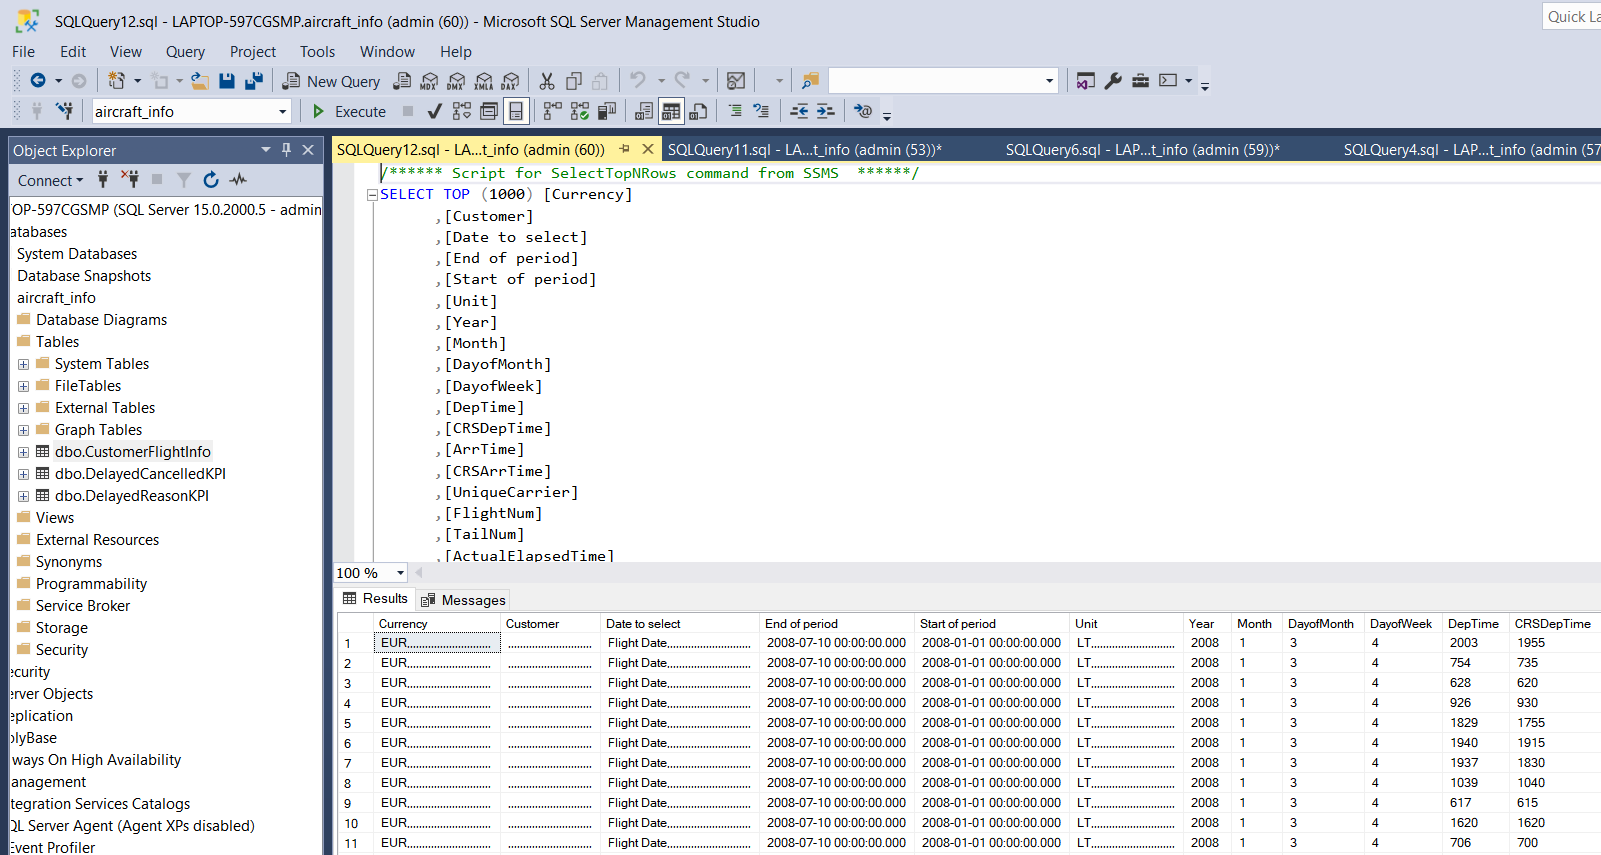 SQLQuery12.sql - LAPTOP-597CGSMP.aircraft_info (admin (60)) - Microsoft SQL Server Management Studio
Quick La
File Edit View Query Project Tools Window Help
New Query MDX DMX XMLA DAX
aircraft_info Execute
Object Explorer
SQLQuery12.sql - LA...t_info (admin (60)) SQLQuery11.sql - LA...t_info (admin (53))* SQLQuery6.sql - LAP...t_info (admin (59))* SQLQuery4.sql - LAP...t_info (admin (57
Connect
OP-597CGSMP (SQL Server 15.0.2000.5 - admin
atabases
System Databases
Database Snapshots
aircraft_info
Database Diagrams
Tables
System Tables
FileTables
External Tables
Graph Tables
dbo.CustomerFlightInfo
dbo.DelayedCancelledKPI
dbo.DelayedReasonKPI
Views
External Resources
Synonyms
Programmability
Service Broker
Storage
Security
ecurity
erver Objects
eplication
olyBase
lways On High Availability
anagement
ntegration Services Catalogs
QL Server Agent (Agent XPs disabled)
Event Profiler
/****** Script for SelectTopNRows command from SSMS  ******/
SELECT TOP (1000) [Currency]
,[Customer]
,[Date to select]
,[End of period]
,[Start of period]
,[Unit]
,[Year]
,[Month]
,[DayofMonth]
,[DayofWeek]
,[DepTime]
,[CRSDepTime]
,[ArrTime]
,[CRSArrTime]
,[UniqueCarrier]
,[FlightNum]
,[TailNum]
,[ActualElapsedTime]
100 %
Results Messages
Currency Customer Date to select End of period Start of period Unit Year Month DayofMonth DayofWeek DepTime CRSDepTime
1 EUR............................ ............................ Flight Date............................ 2008-07-10 00:00:00.000 2008-01-01 00:00:00.000 LT............................ 2008 1 3 4 2003 1955
2 EUR............................ ............................ Flight Date............................ 2008-07-10 00:00:00.000 2008-01-01 00:00:00.000 LT............................ 2008 1 3 4 754 735
3 EUR............................ ............................ Flight Date............................ 2008-07-10 00:00:00.000 2008-01-01 00:00:00.000 LT............................ 2008 1 3 4 628 620
4 EUR............................ ............................ Flight Date............................ 2008-07-10 00:00:00.000 2008-01-01 00:00:00.000 LT............................ 2008 1 3 4 926 930
5 EUR............................ ............................ Flight Date............................ 2008-07-10 00:00:00.000 2008-01-01 00:00:00.000 LT............................ 2008 1 3 4 1829 1755
6 EUR............................ ............................ Flight Date............................ 2008-07-10 00:00:00.000 2008-01-01 00:00:00.000 LT............................ 2008 1 3 4 1940 1915
7 EUR............................ ............................ Flight Date............................ 2008-07-10 00:00:00.000 2008-01-01 00:00:00.000 LT............................ 2008 1 3 4 1937 1830
8 EUR............................ ............................ Flight Date............................ 2008-07-10 00:00:00.000 2008-01-01 00:00:00.000 LT............................ 2008 1 3 4 1039 1040
9 EUR............................ ............................ Flight Date............................ 2008-07-10 00:00:00.000 2008-01-01 00:00:00.000 LT............................ 2008 1 3 4 617 615
10 EUR............................ ............................ Flight Date............................ 2008-07-10 00:00:00.000 2008-01-01 00:00:00.000 LT............................ 2008 1 3 4 1620 1620
11 EUR............................ ............................ Flight Date............................ 2008-07-10 00:00:00.000 2008-01-01 00:00:00.000 LT............................ 2008 1 3 4 706 700